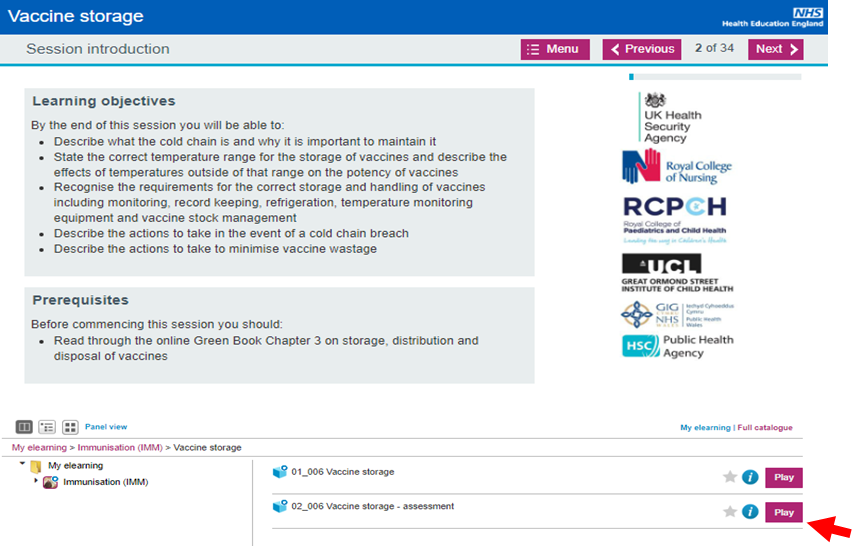 Vaccine storage
NHS
Health Education England
Session introduction
Menu
Previous
2 of 34
Next
Learning objectives
By the end of this session you will be able to:
• Describe what the cold chain is and why it is important to maintain it
• State the correct temperature range for the storage of vaccines and describe the
effects of temperatures outside of that range on the potency of vaccines
• Recognise the requirements for the correct storage and handling of vaccines
including monitoring, record keeping, refrigeration, temperature monitoring
equipment and vaccine stock management
• Describe the actions to take in the event of a cold chain breach
• Describe the actions to take to minimise vaccine wastage
Prerequisites
Before commencing this session you should:
• Read through the online Green Book Chapter 3 on storage, distribution and
disposal of vaccines
UK Health
Security
Agency
Royal College
of Nursing
RCPCH
Royal College of
Paediatrics and Child Health
Leading the way in Children's Health
UCL
GREAT ORMOND STREET
INSTITUTE OF CHILD HEALTH
GIG
CYMRU
NHS
WALES
Iechyd Cyhoeddus
Cymru
Public Health
Wales
HSC
Public Health
Agency
Panel view
My elearning | Full catalogue
My elearning > Immunisation (IMM) > Vaccine storage
My elearning
Immunisation (IMM)
01_006 Vaccine storage
Play
02_006 Vaccine storage - assessment
Play